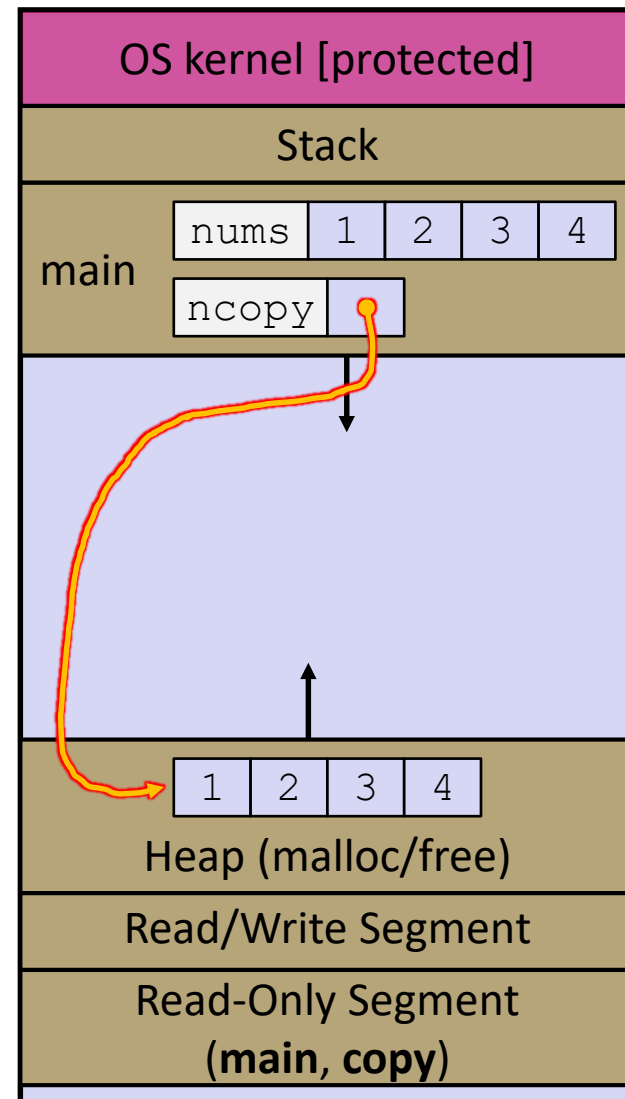 OS kernel [protected]
Stack
main
nums 1 2 3 4
ncopy
1 2 3 4
Heap (malloc/free)
Read/Write Segment
Read-Only Segment
(main, copy)